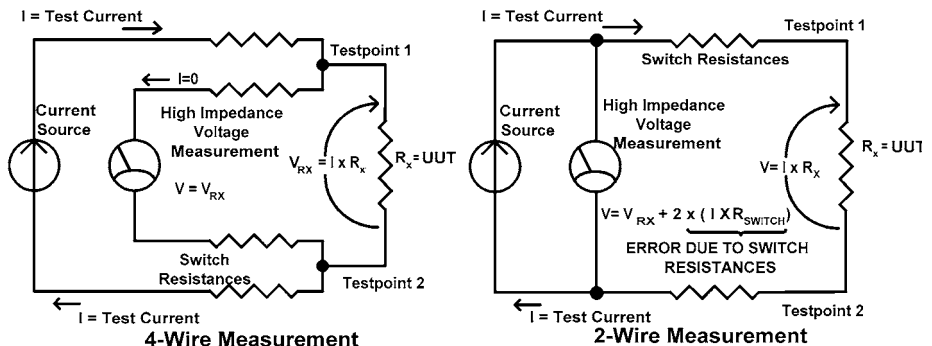 I = Test Current
Testpoint 1
I=0
Current
Source
High Impedance
Voltage
Measurement
V = V_RX
V_RX = I x R_x
R_x = UUT
Switch
Resistances
Testpoint 2
I = Test Current
4-Wire Measurement
I = Test Current
Testpoint 1
Switch Resistances
Current
Source
High Impedance
Voltage
Measurement
V= I x R_X
R_x = UUT
V= V_RX + 2 x ( I X R_SWITCH)
ERROR DUE TO SWITCH
RESISTANCES
Testpoint 2
I = Test Current
2-Wire Measurement